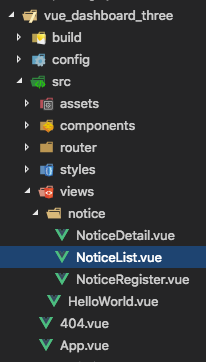 vue_dashboard_three
build
config
src
assets
components
router
styles
views
notice
NoticeDetail.vue
NoticeList.vue
NoticeRegister.vue
HelloWorld.vue
404.vue
App.vue